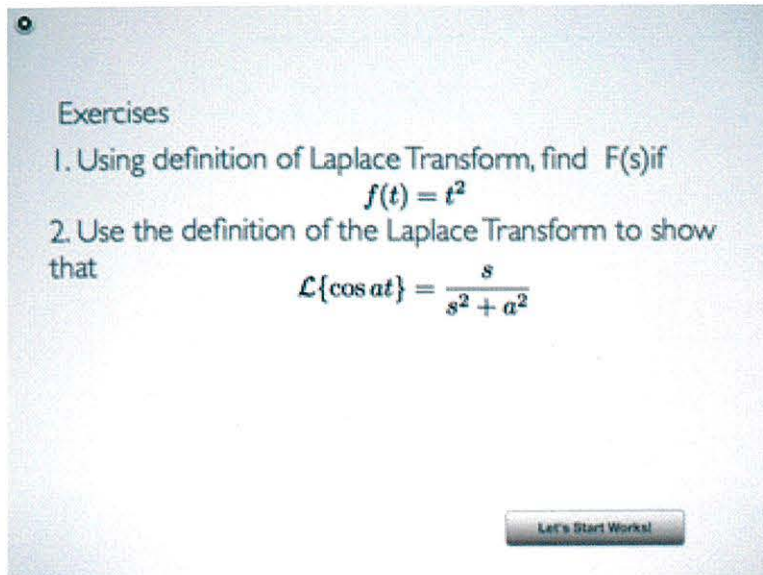 Exercises
1. Using definition of Laplace Transform, find F(s)if
f(t) = t²
2. Use the definition of the Laplace Transform to show
that
ℒ{cos at} = s / (s² + a²)
Let's Start Works!